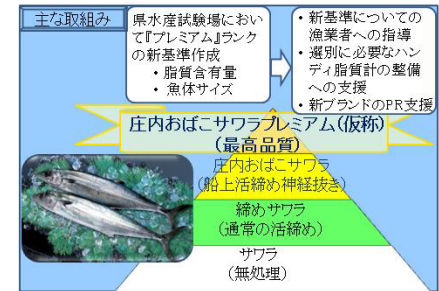 主な取組み
県水産試験場におい
て『プレミアム』ランク
の新基準作成
・脂質含有量
・魚体サイズ
・新基準についての
漁業者への指導
・選別に必要なハン
ディ脂質計の整備
への支援
・新ブランドのPR支援
庄内おばこサワラプレミアム(仮称)
(最高品質)
庄内おばこサワラ
(船上活締め神経抜き)
締めサワラ
(通常の活締め)
サワラ
(無処理)